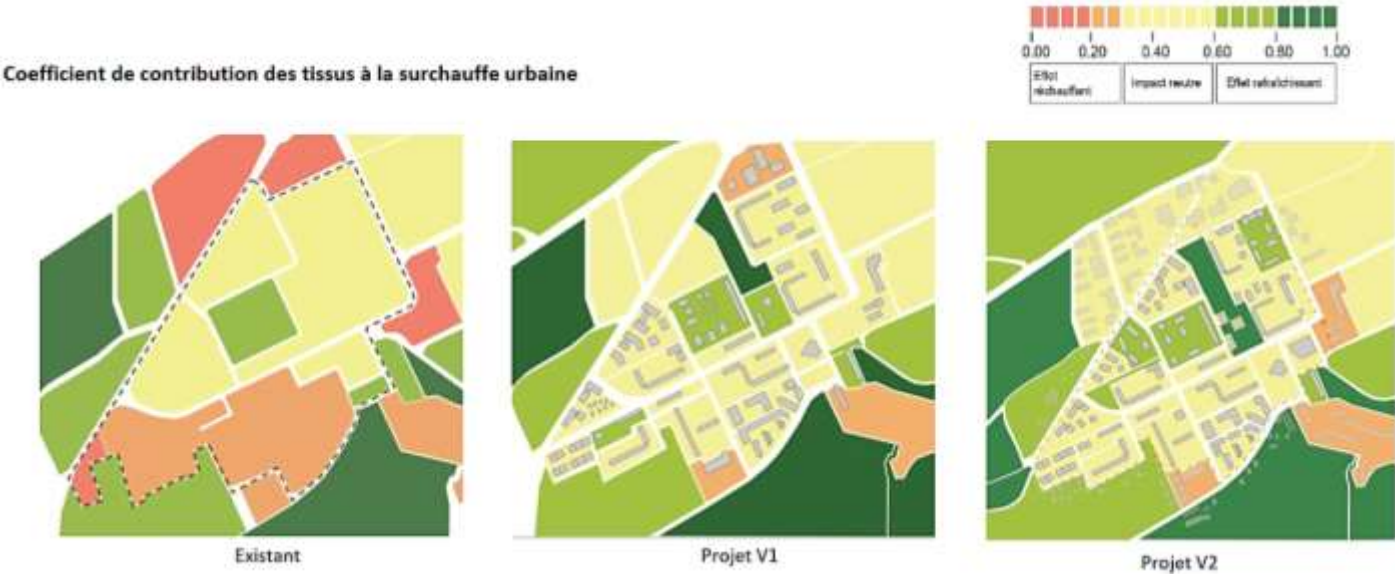 0.00 0.20 0.40 0.60 0.80 1.00
Effet
réchauffant
Impact neutre
Effet rafraîchissant
Coefficient de contribution des tissus à la surchauffe urbaine
Existant
Projet V1
Projet V2